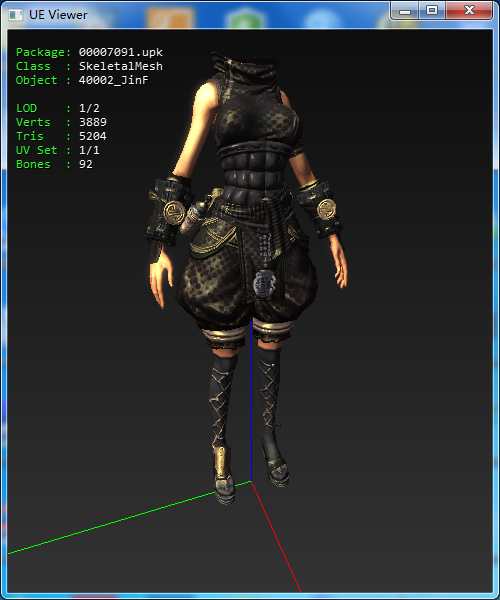 UE Viewer
Package: 00007091.upk
Class : SkeletalMesh
Object : 40002_JinF
LOD : 1/2
Verts : 3889
Tris : 5204
UV Set : 1/1
Bones : 92